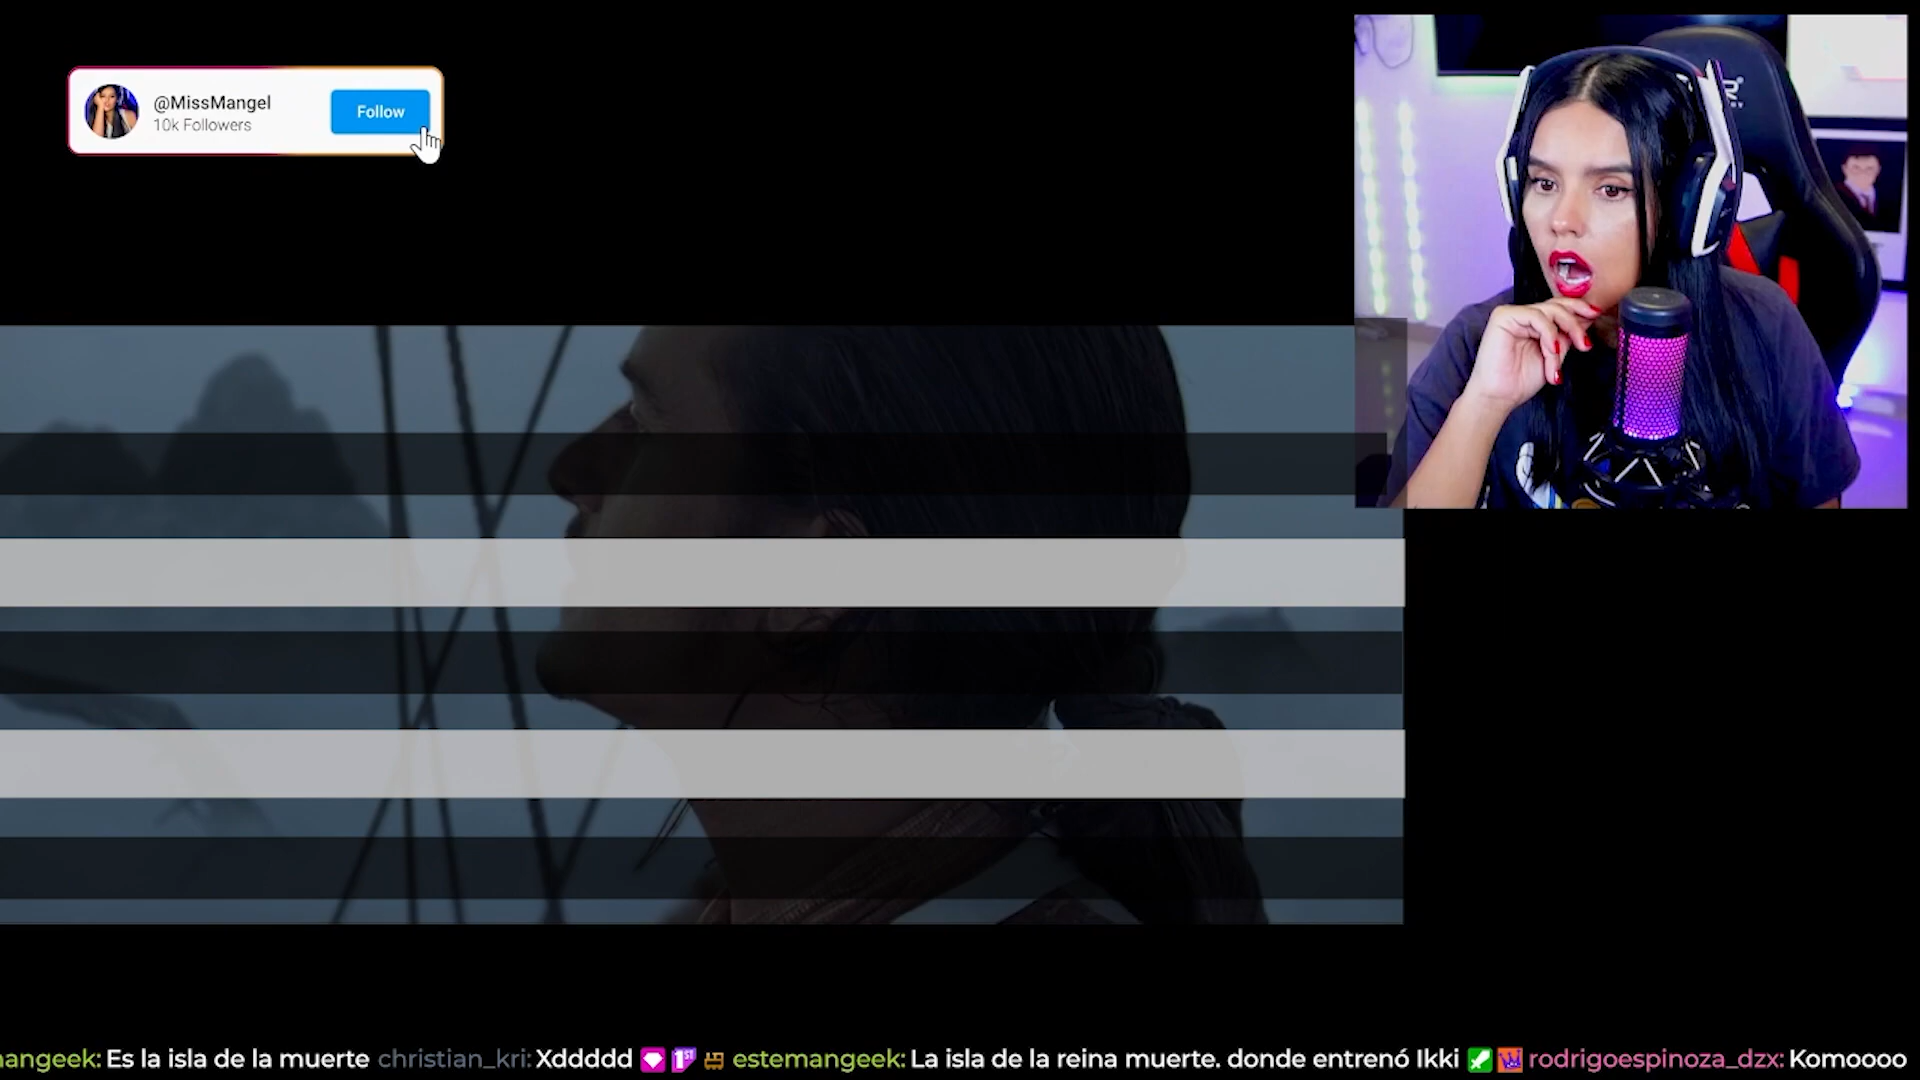 @MissMangel
10k Followers
Follow
angeek: Es la isla de la muerte christian_kri: Xddddd 1ST estemangeek: La isla de la reina muerte. donde entrenó Ikki rodrigoespinoza_dzx: Komoooo